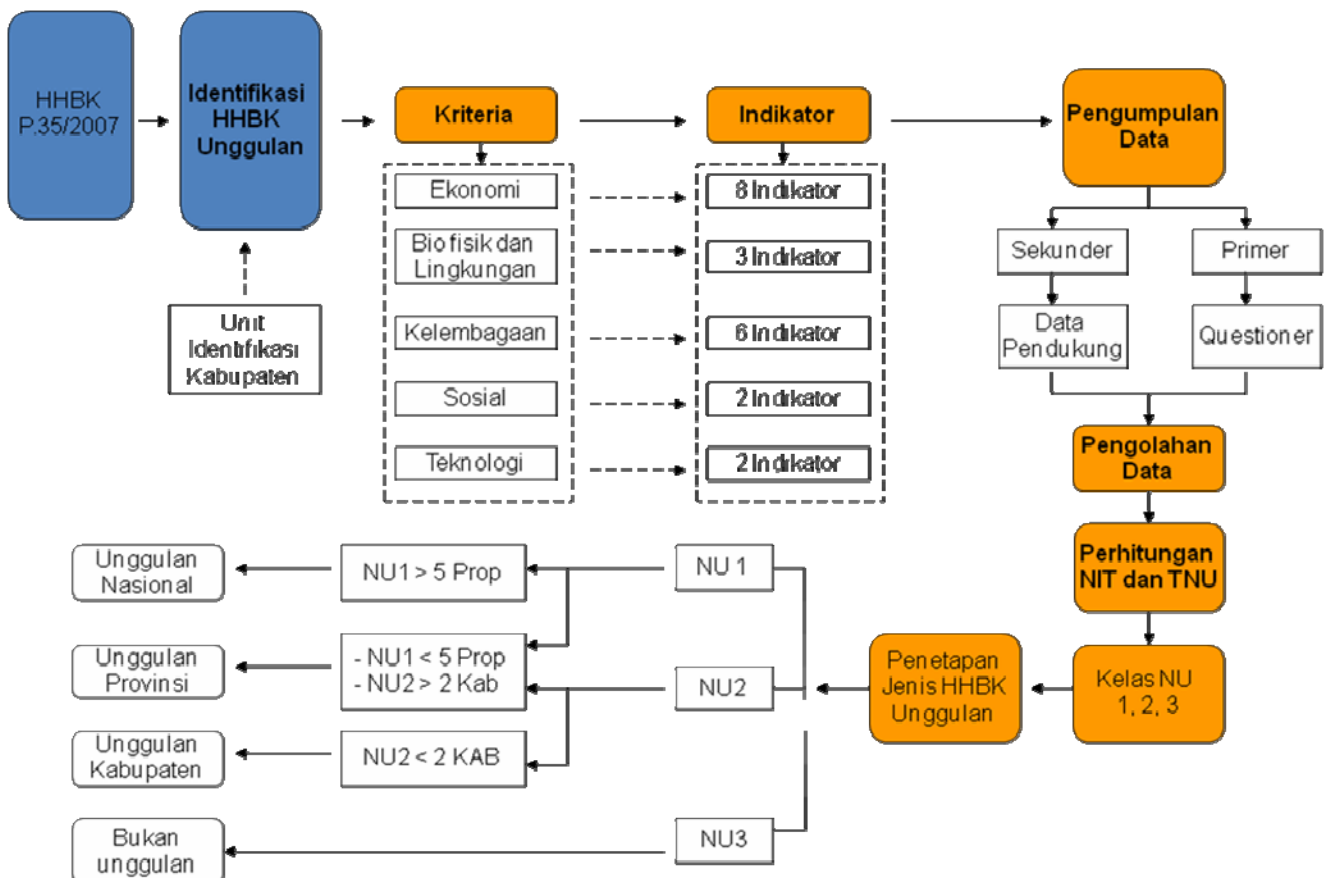 HHBK
P.35/2007
Identifikasi
HHBK
Unggulan
Unit
Identifikasi
Kabupaten
Kriteria
Ekonomi
Biofisik dan
Lingkungan
Kelembagaan
Sosial
Teknologi
Indikator
8 Indikator
3 Indikator
6 Indikator
2 Indikator
2 Indikator
Pengumpulan
Data
Sekunder
Primer
Data
Pendukung
Questioner
Pengolahan
Data
Perhitungan
NIT dan TNU
Kelas NU
1, 2, 3
Penetapan
Jenis HHBK
Unggulan
NU 1
NU2
NU3
NU1 > 5 Prop
- NU1 < 5 Prop
- NU2 > 2 Kab
NU2 < 2 KAB
Unggulan
Nasional
Unggulan
Provinsi
Unggulan
Kabupaten
Bukan
unggulan